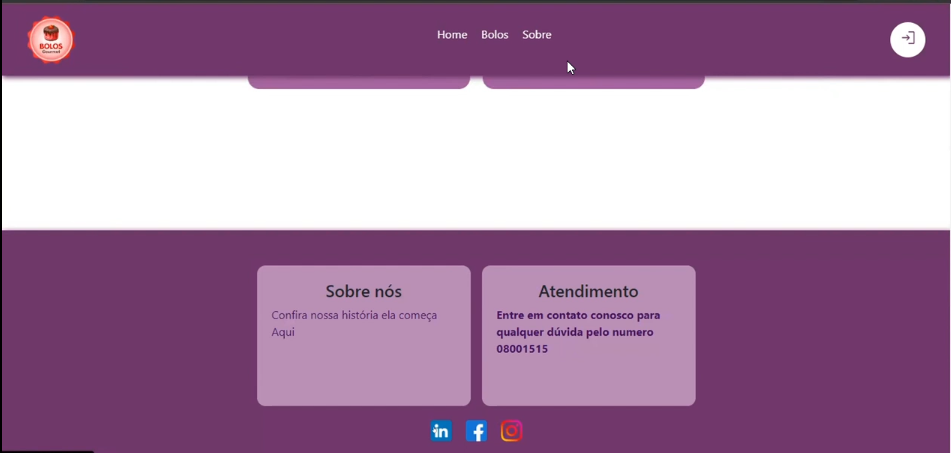 BOLOS
Gourmet
Home Bolos Sobre
Sobre nós
Confira nossa história ela começa
Aqui
Atendimento
Entre em contato conosco para
qualquer dúvida pelo numero
08001515
in